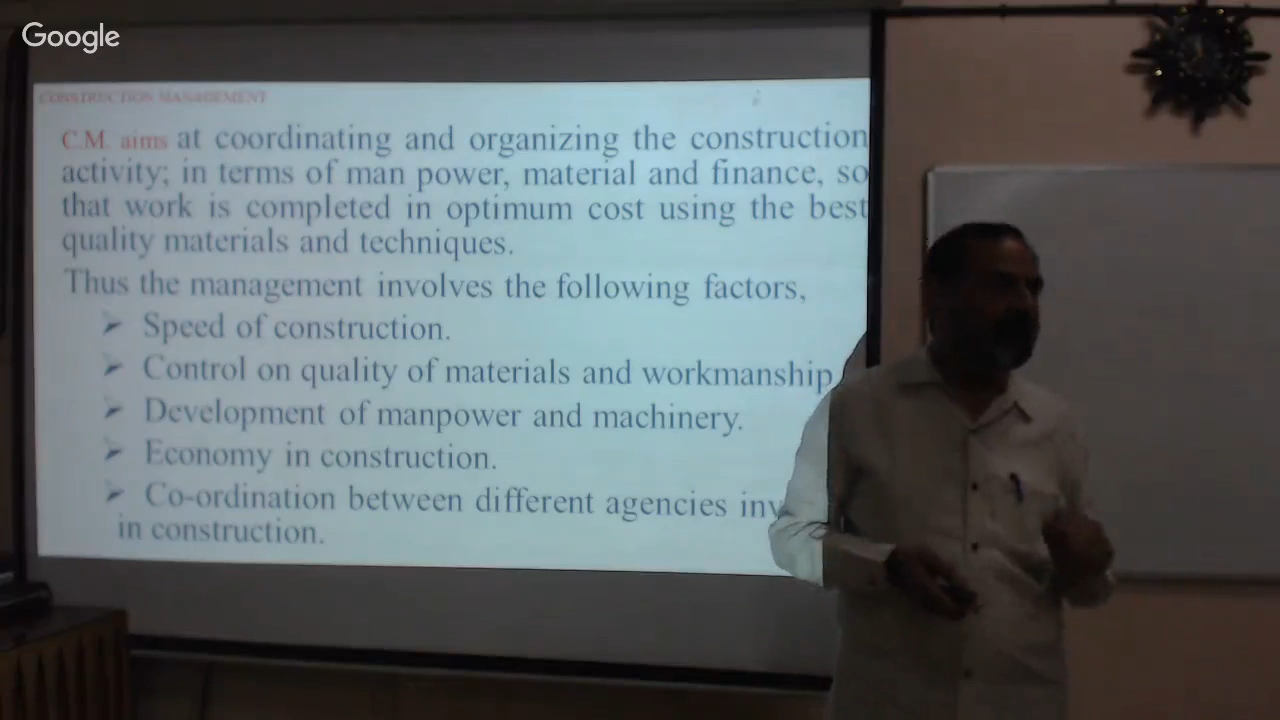 Google
CONSTRUCTION MANAGEMENT
C.M. aims at coordinating and organizing the construction
activity; in terms of man power, material and finance, so
that work is completed in optimum cost using the best
quality materials and techniques.
Thus the management involves the following factors,
➤ Speed of construction.
➤ Control on quality of materials and workmanship
➤ Development of manpower and machinery.
➤ Economy in construction.
➤ Co-ordination between different agencies inv
in construction.